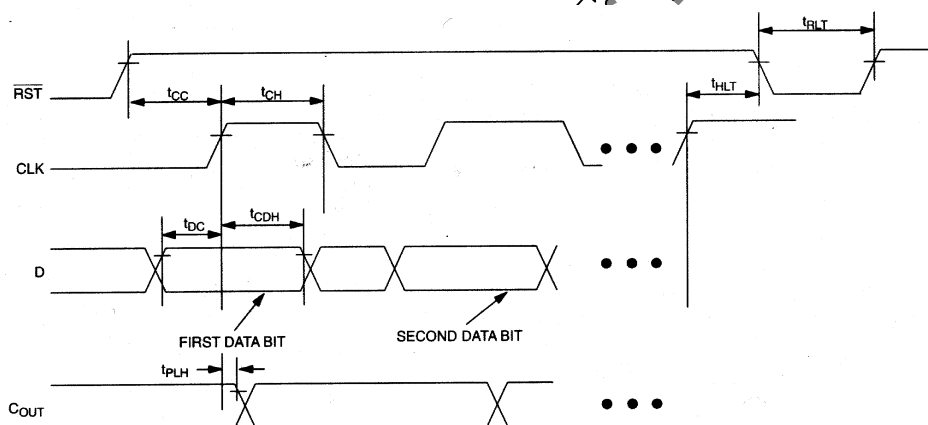 tRLT
RST
tCC
tCH
tHLT
CLK
tDC
tCDH
D
FIRST DATA BIT
SECOND DATA BIT
tPLH
COUT